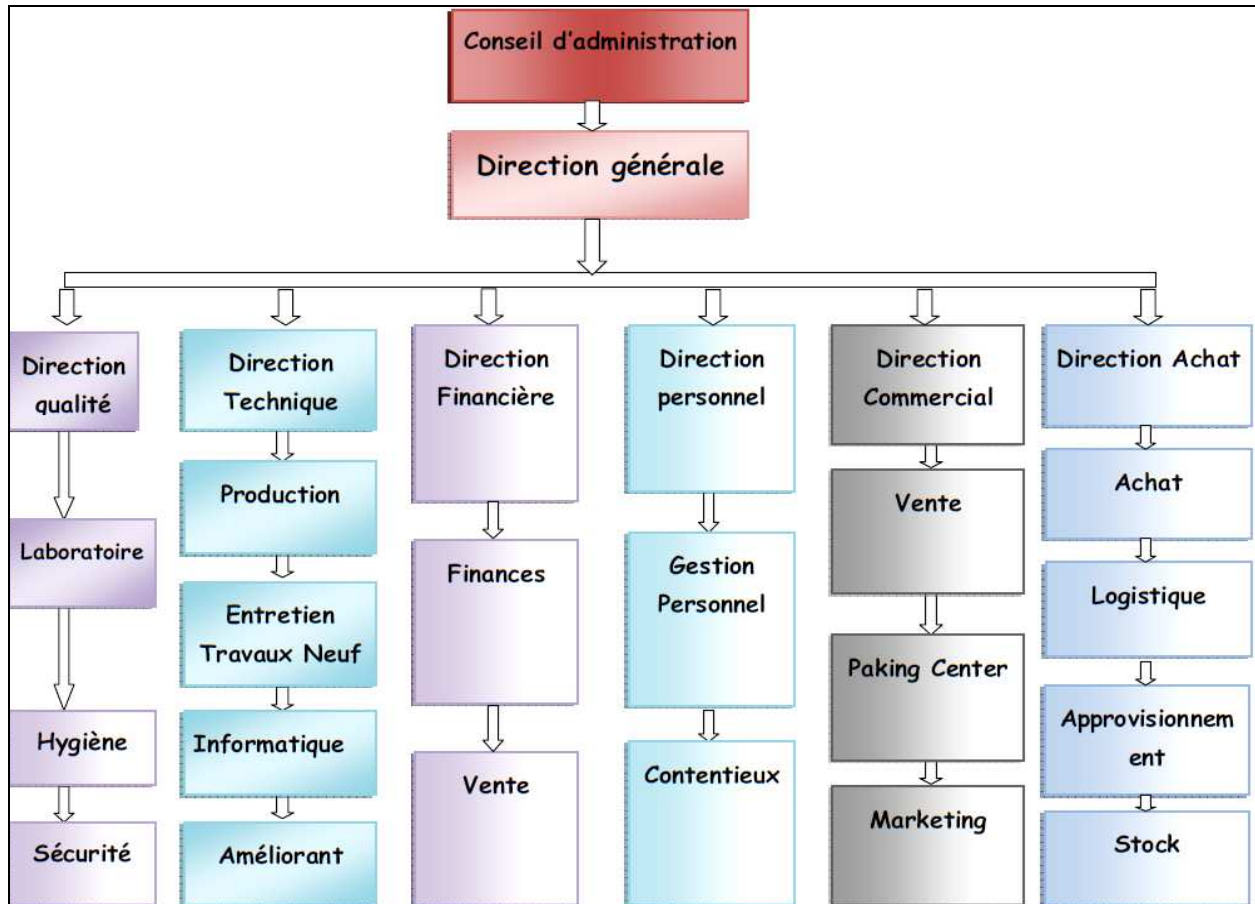 Conseil d'administration
Direction générale
Direction
qualité
Laboratoire
Hygiène
Sécurité
Direction
Technique
Production
Entretien
Travaux Neuf
Informatique
Améliorant
Direction
Financière
Finances
Vente
Direction
personnel
Gestion
Personnel
Contentieux
Direction
Commercial
Vente
Paking Center
Marketing
Direction Achat
Achat
Logistique
Approvisionnem
ent
Stock